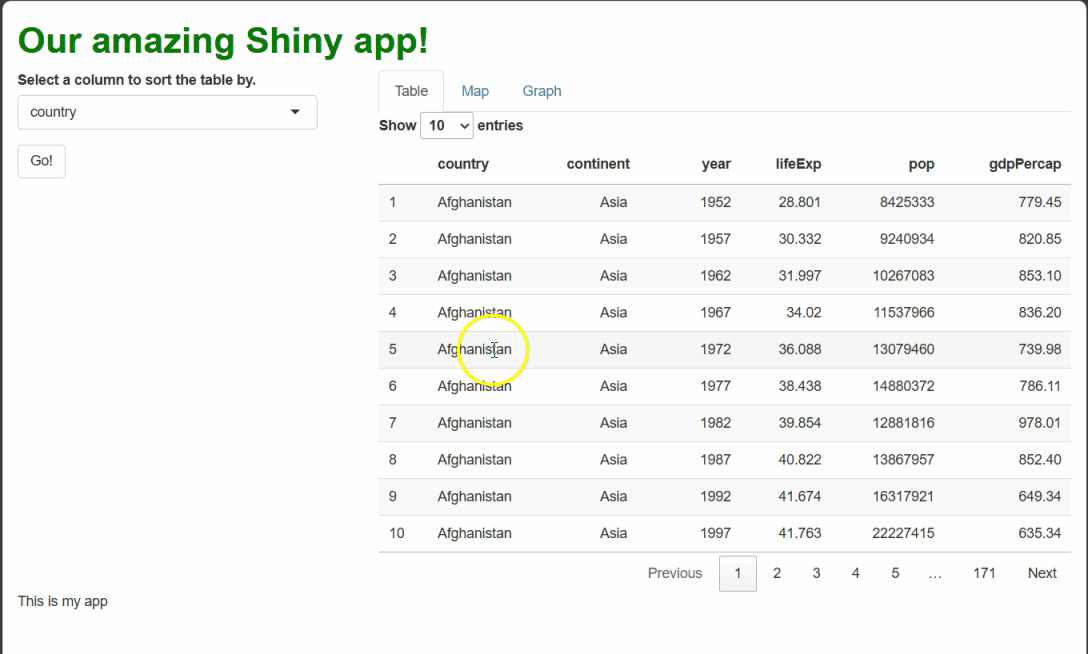 Our amazing Shiny app!
Select a column to sort the table by.
country
Go!
Table Map Graph
Show 10 entries
country continent year lifeExp pop gdpPercap
1 Afghanistan Asia 1952 28.801 8425333 779.45
2 Afghanistan Asia 1957 30.332 9240934 820.85
3 Afghanistan Asia 1962 31.997 10267083 853.10
4 Afghanistan Asia 1967 34.02 11537966 836.20
5 Afghanistan Asia 1972 36.088 13079460 739.98
6 Afghanistan Asia 1977 38.438 14880372 786.11
7 Afghanistan Asia 1982 39.854 12881816 978.01
8 Afghanistan Asia 1987 40.822 13867957 852.40
9 Afghanistan Asia 1992 41.674 16317921 649.34
10 Afghanistan Asia 1997 41.763 22227415 635.34
Previous 1 2 3 4 5 … 171 Next
This is my app